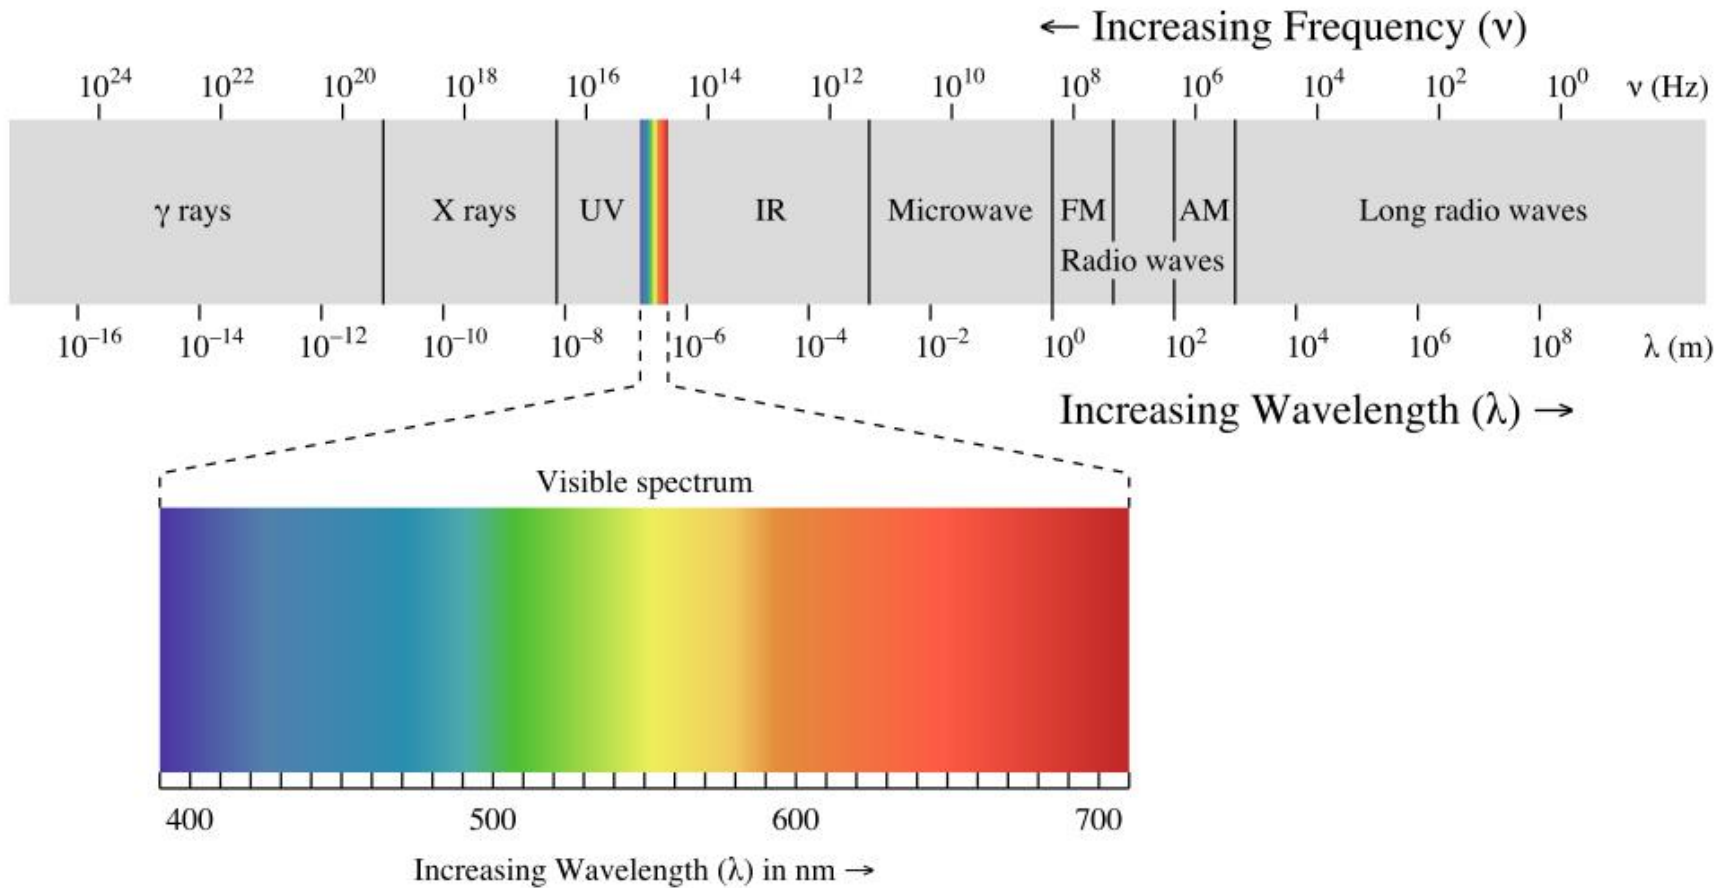 ← Increasing Frequency (ν)
10²⁴ 10²² 10²⁰ 10¹⁸ 10¹⁶ 10¹⁴ 10¹² 10¹⁰ 10⁸ 10⁶ 10⁴ 10² 10⁰ ν (Hz)
γ rays X rays UV IR Microwave FM AM Long radio waves
Radio waves
10⁻¹⁶ 10⁻¹⁴ 10⁻¹² 10⁻¹⁰ 10⁻⁸ 10⁻⁶ 10⁻⁴ 10⁻² 10⁰ 10² 10⁴ 10⁶ 10⁸ λ (m)
Increasing Wavelength (λ) →
Visible spectrum
400 500 600 700
Increasing Wavelength (λ) in nm →